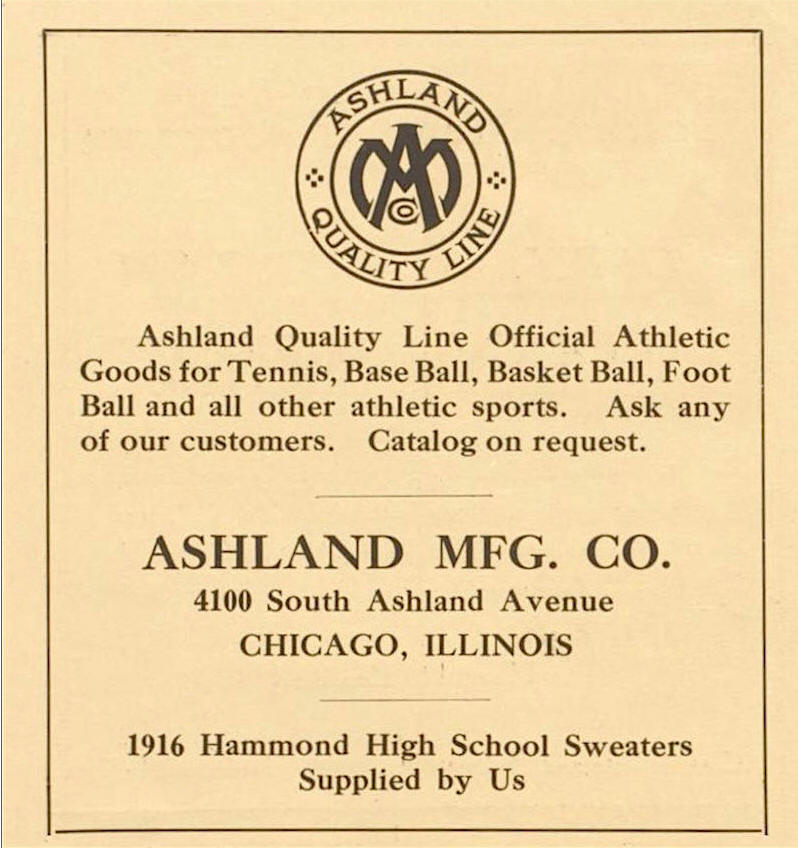 ASHLAND
AM
CO
QUALITY LINE
Ashland Quality Line Official Athletic
Goods for Tennis, Base Ball, Basket Ball, Foot
Ball and all other athletic sports. Ask any
of our customers. Catalog on request.
ASHLAND MFG. CO.
4100 South Ashland Avenue
CHICAGO, ILLINOIS
1916 Hammond High School Sweaters
Supplied by Us